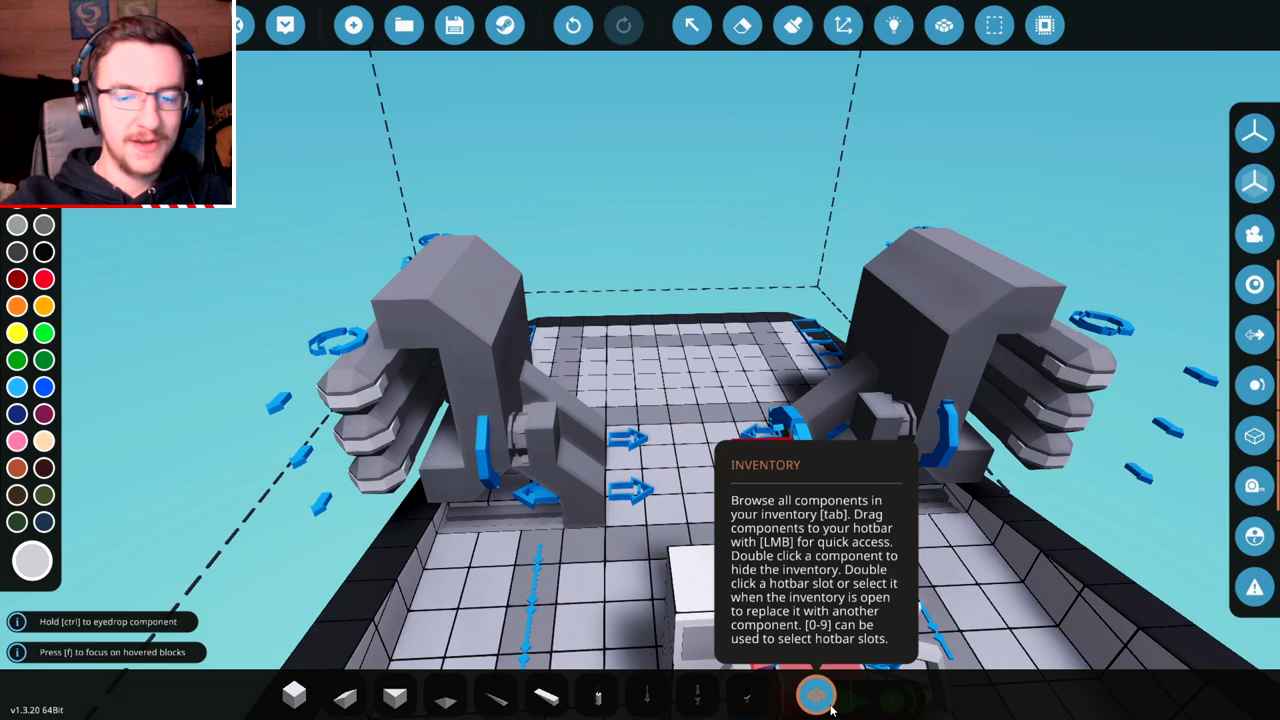 INVENTORY
Browse all components in
your inventory [tab]. Drag
components to your hotbar
with [LMB] for quick access.
Double click a component to
hide the inventory. Double
click a hotbar slot or select it
when the inventory is open
to replace it with another
component. [0-9] can be
used to select hotbar slots.
Hold [ctrl] to eyedrop component
Press [f] to focus on hovered blocks
v1.3.20 64Bit